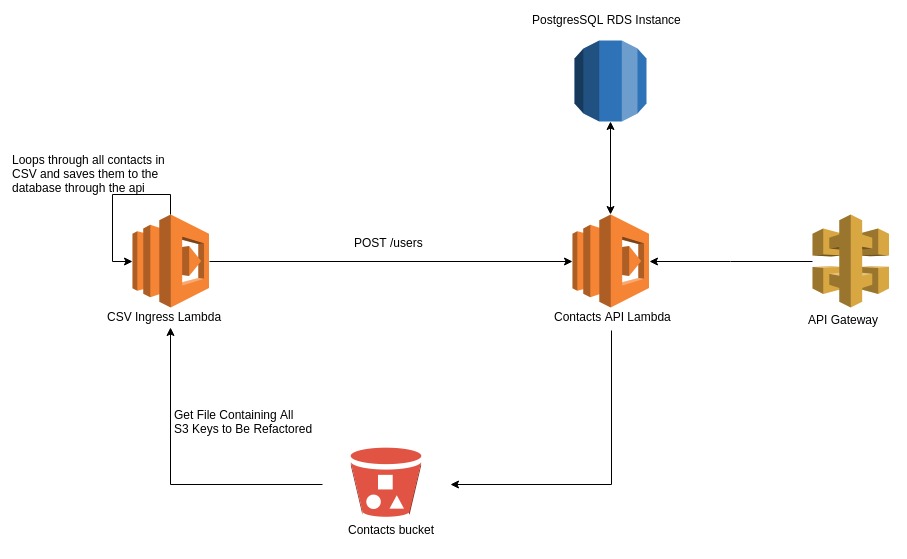 PostgresSQL RDS Instance
Loops through all contacts in
CSV and saves them to the
database through the api
POST /users
CSV Ingress Lambda
Contacts API Lambda
API Gateway
Get File Containing All
S3 Keys to Be Refactored
Contacts bucket